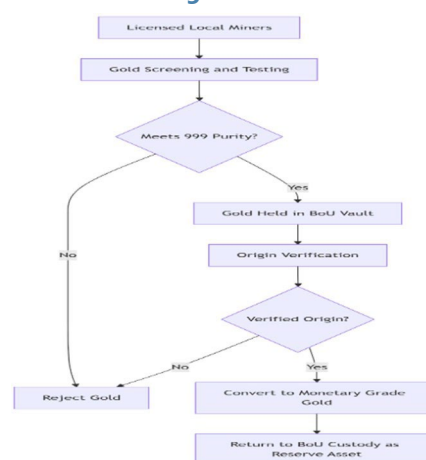 Licensed Local Miners
Gold Screening and Testing
Meets 999 Purity?
Yes
Gold Held in BoU Vault
No
Origin Verification
Verified Origin?
No
Yes
Reject Gold
Convert to Monetary Grade
Gold
Return to BoU Custody as
Reserve Asset